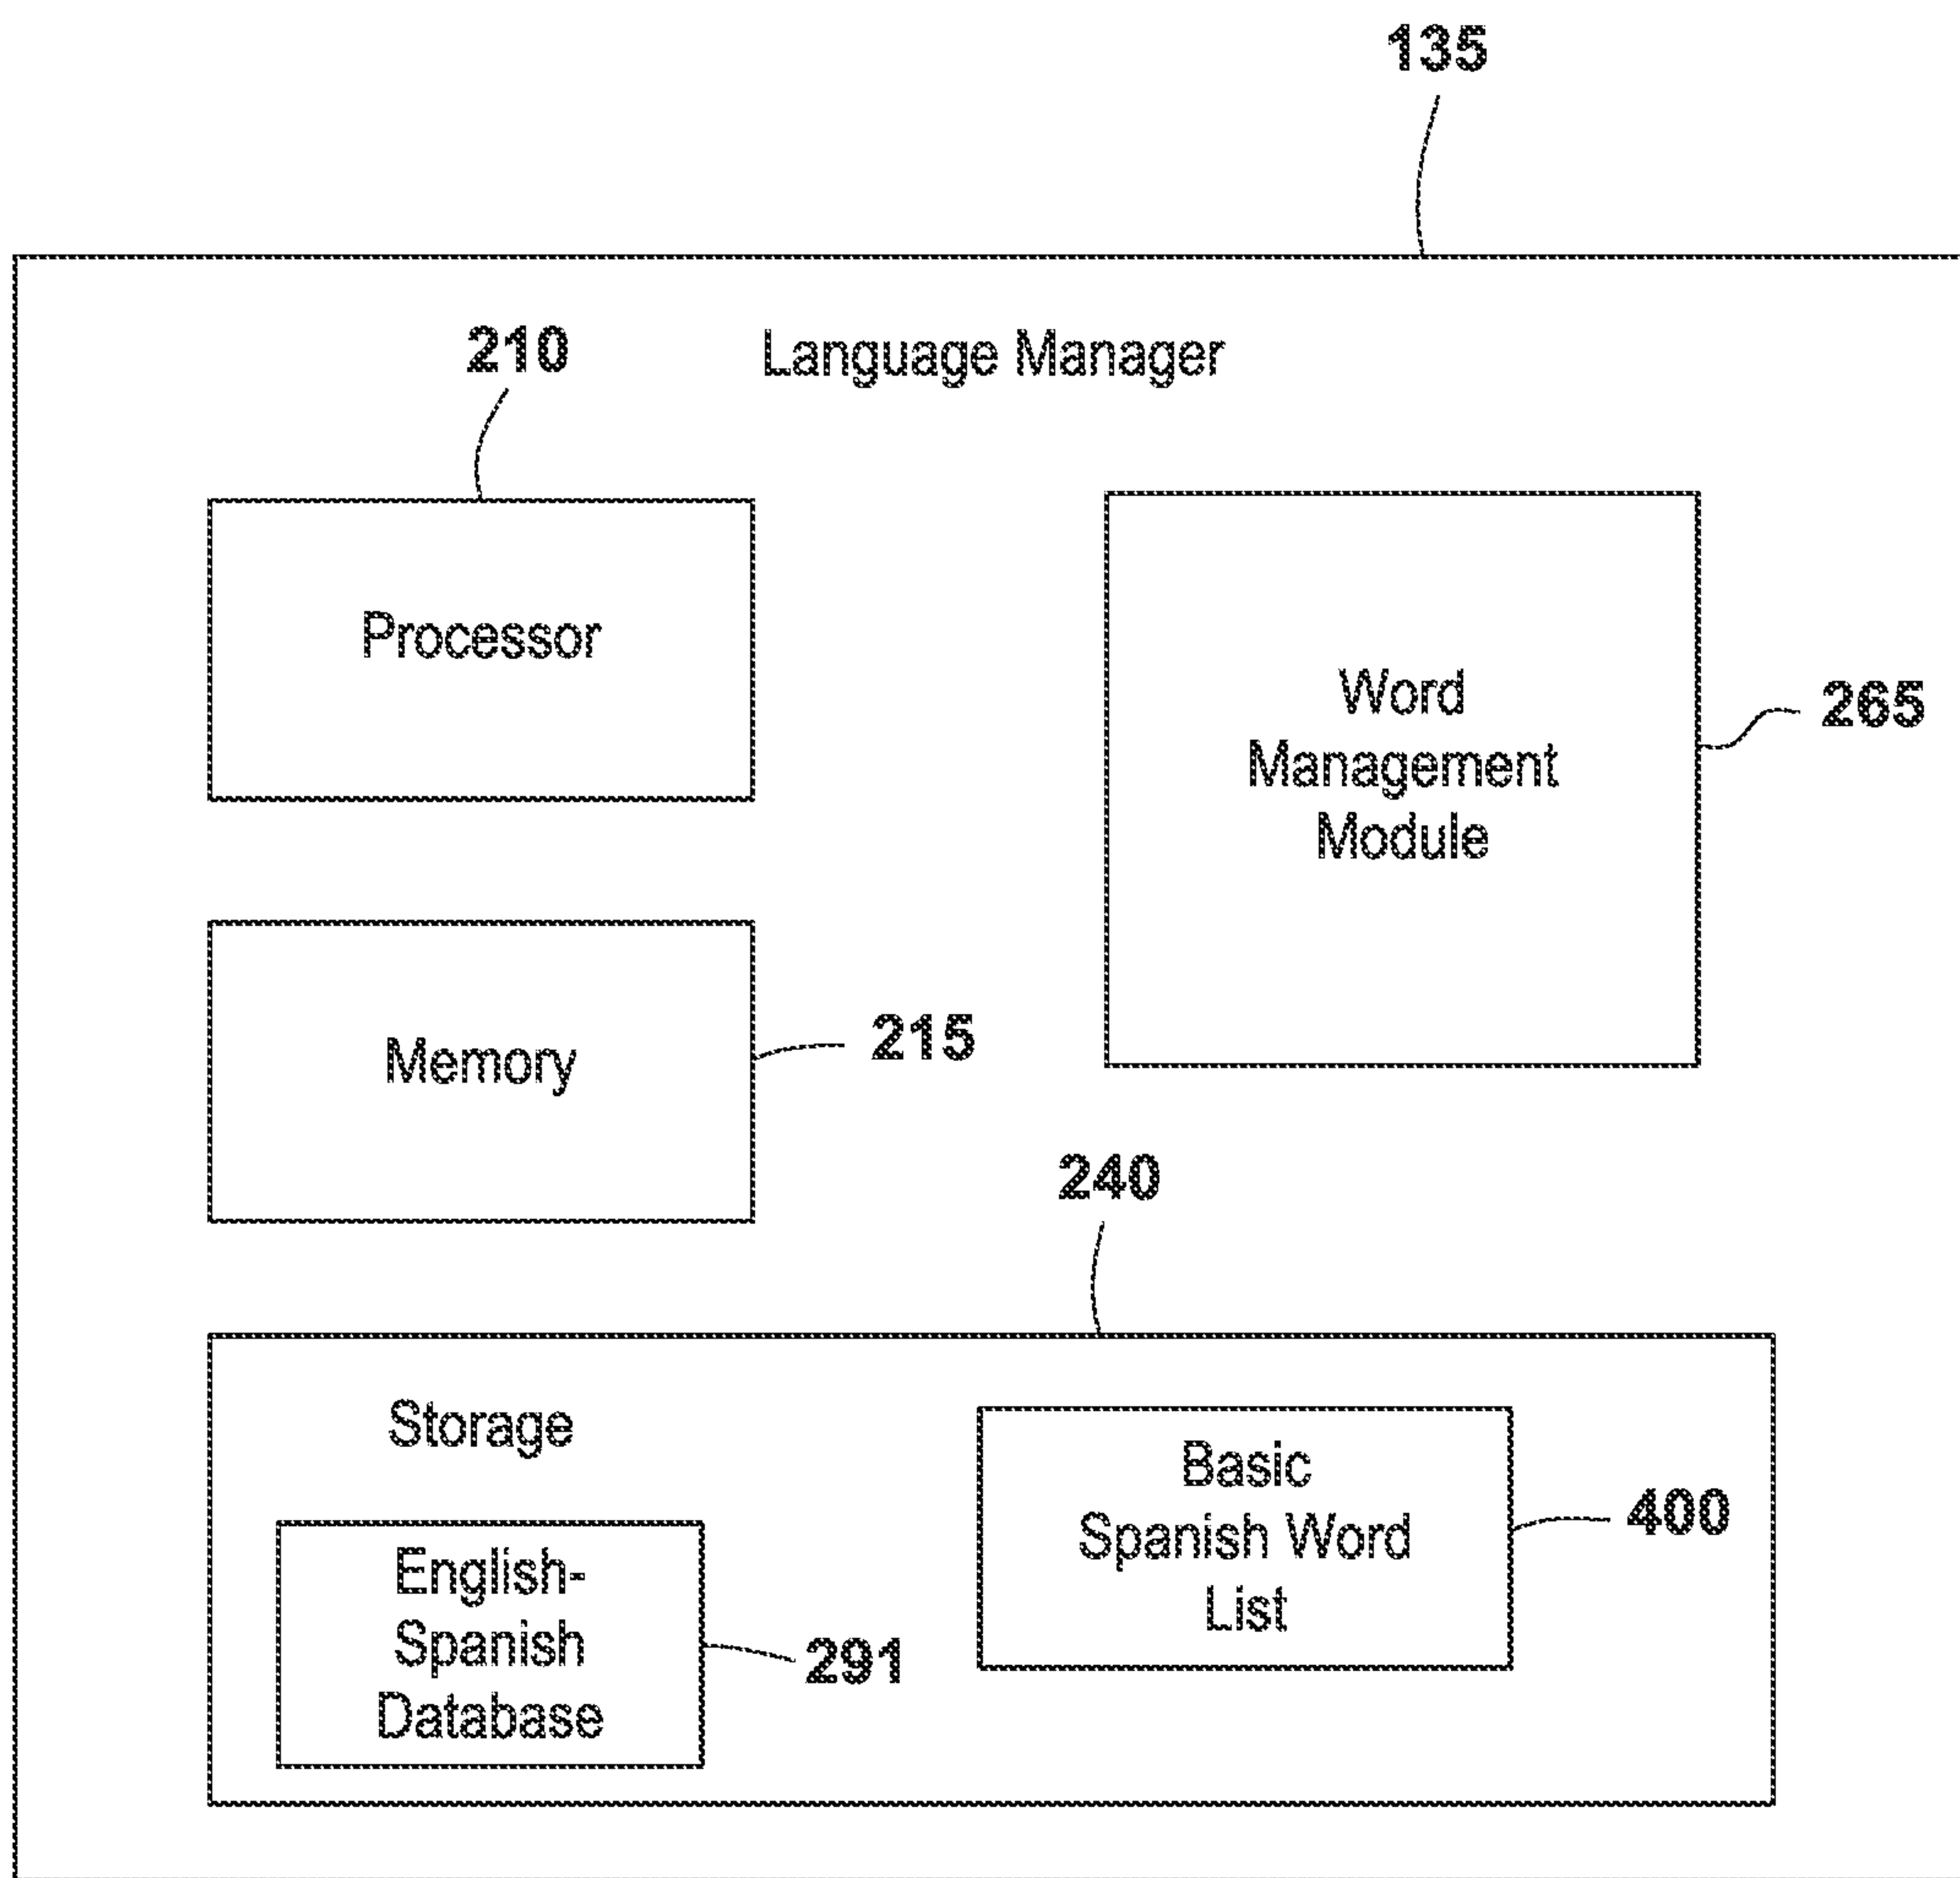 135
210
Language Manager
Processor
Word
Management
Module
265
Memory
215
240
Storage
Basic
Spanish Word
List
400
English-
Spanish
Database
291